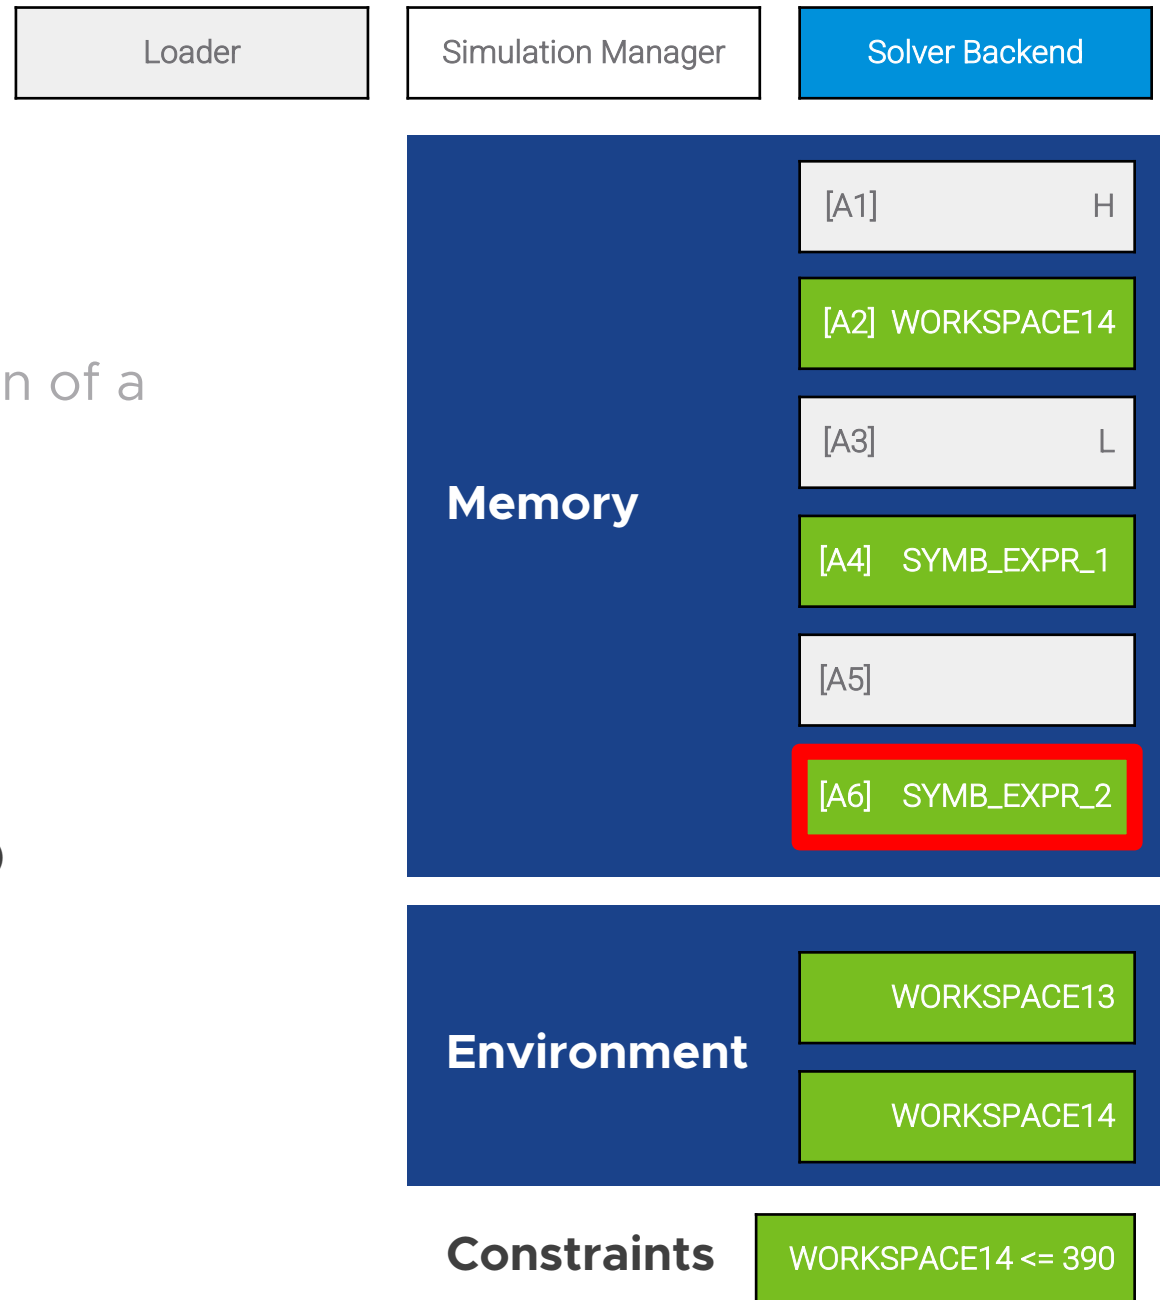 Loader
Simulation Manager
Solver Backend
[A1] H
[A2] WORKSPACE14
n of a
[A3] L
Memory
[A4] SYMB_EXPR_1
[A5]
[A6] SYMB_EXPR_2
)
WORKSPACE13
Environment
WORKSPACE14
Constraints
WORKSPACE14 <= 390